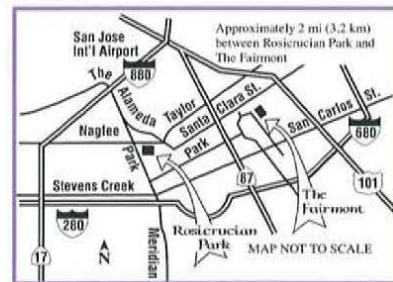 Approximately 2 mi (3,2 km)
between Rosicrucian Park and
The Fairmont
San Jose
Int'l Airport
880
The
Alameda
Taylor
Santa Clara St.
San Carlos St.
Naglee
Park
Park
680
Stevens Creek
87
The
Fairmont
101
280
Rosicrucian
Park
MAP NOT TO SCALE
N
17
Meridian